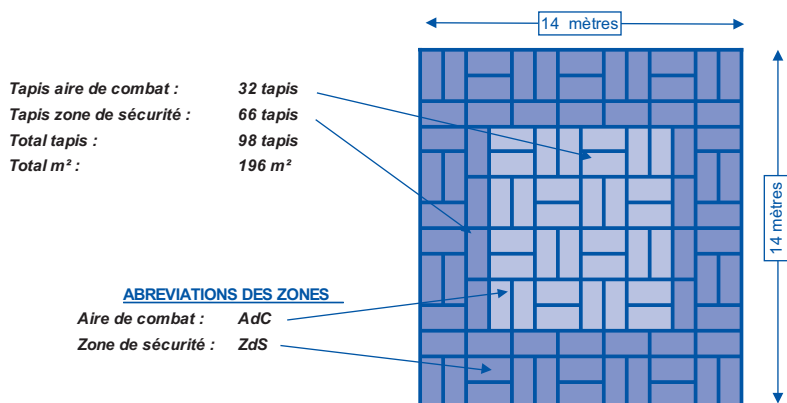 14 mètres
Tapis aire de combat : 32 tapis
Tapis zone de sécurité : 66 tapis
Total tapis : 98 tapis
Total m² : 196 m²
14 mètres
ABREVIATIONS DES ZONES
Aire de combat : AdC
Zone de sécurité : ZdS